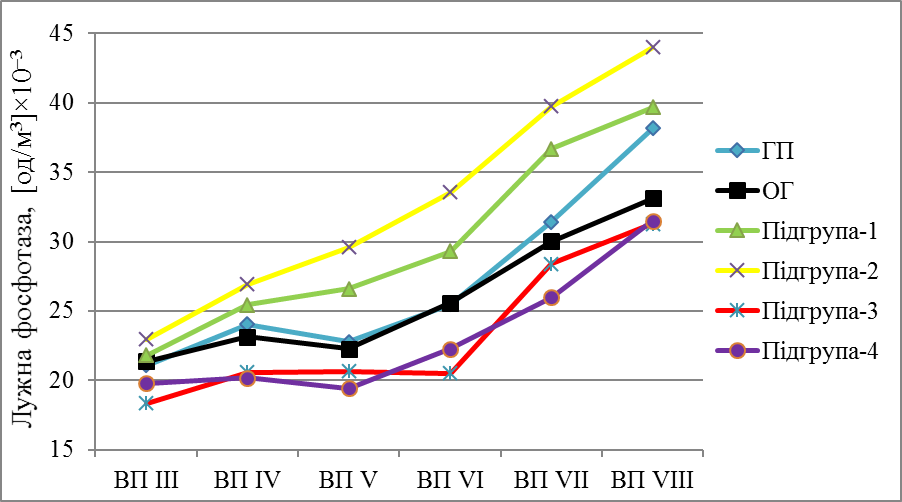 Лужна фосфотаза, [од/м³]×10⁻³
45
40
35
30
25
20
15
ВП III
ВП IV
ВП V
ВП VI
ВП VII
ВП VIII
ГП
ОГ
Підгрупа-1
Підгрупа-2
Підгрупа-3
Підгрупа-4